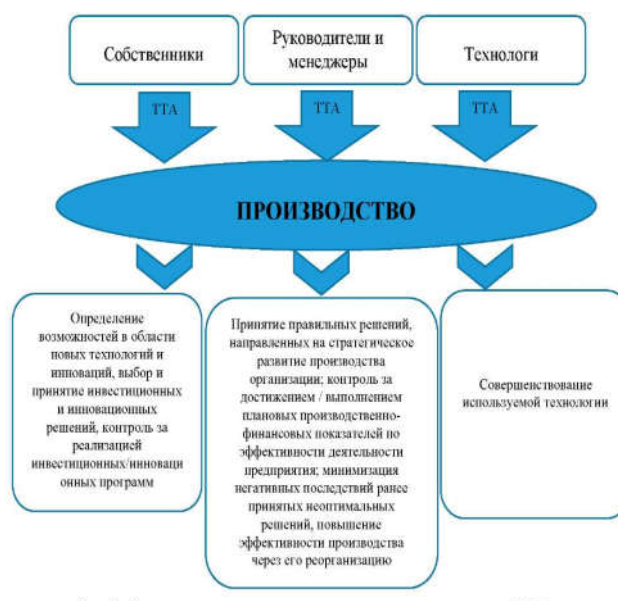 Собственники
Руководители и
менеджеры
Технологи
ТТА
ТТА
ТТА
ПРОИЗВОДСТВО
Определение
возможностей в области
новых технологий и
инноваций, выбор и
принятие инвестиционных
и инновационных
решений, контроль за
реализацией
инвестиционных/инноваци
онных программ
Принятие правильных решений,
направленных на стратегическое
развитие производства
организации; контроль за
достижением / выполнением
плановых производственно-
финансовых показателей по
эффективности деятельности
предприятия; минимизация
негативных последствий ранее
принятых неоптимальных
решений, повышение
эффективности производства
через его реорганизацию
Совершенствование
используемой технологии